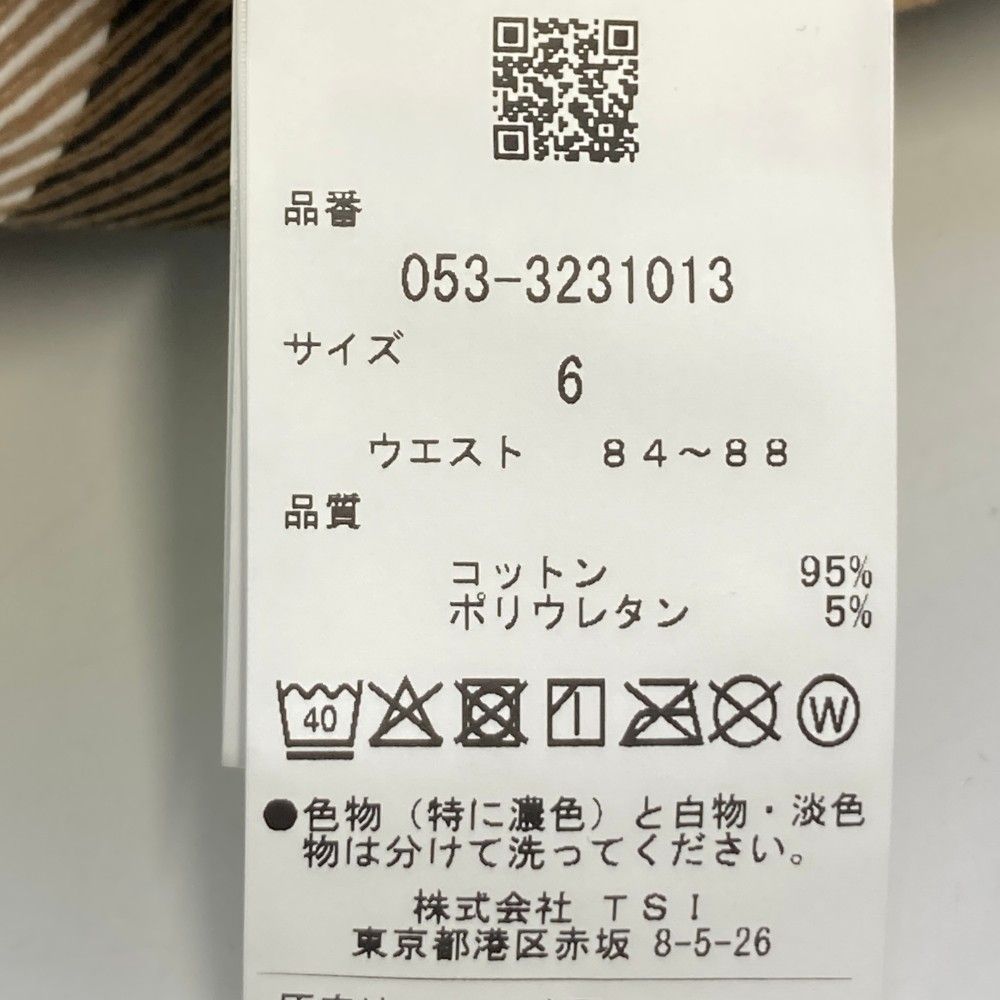 品番
053-3231013
サイズ
6
ウエスト 84～88
品質
コットン 95%
ポリウレタン 5%
40 W
●色物（特に濃色）と白物・淡色
物は分けて洗ってください。
株式会社 TSI
東京都港区赤坂 8-5-26